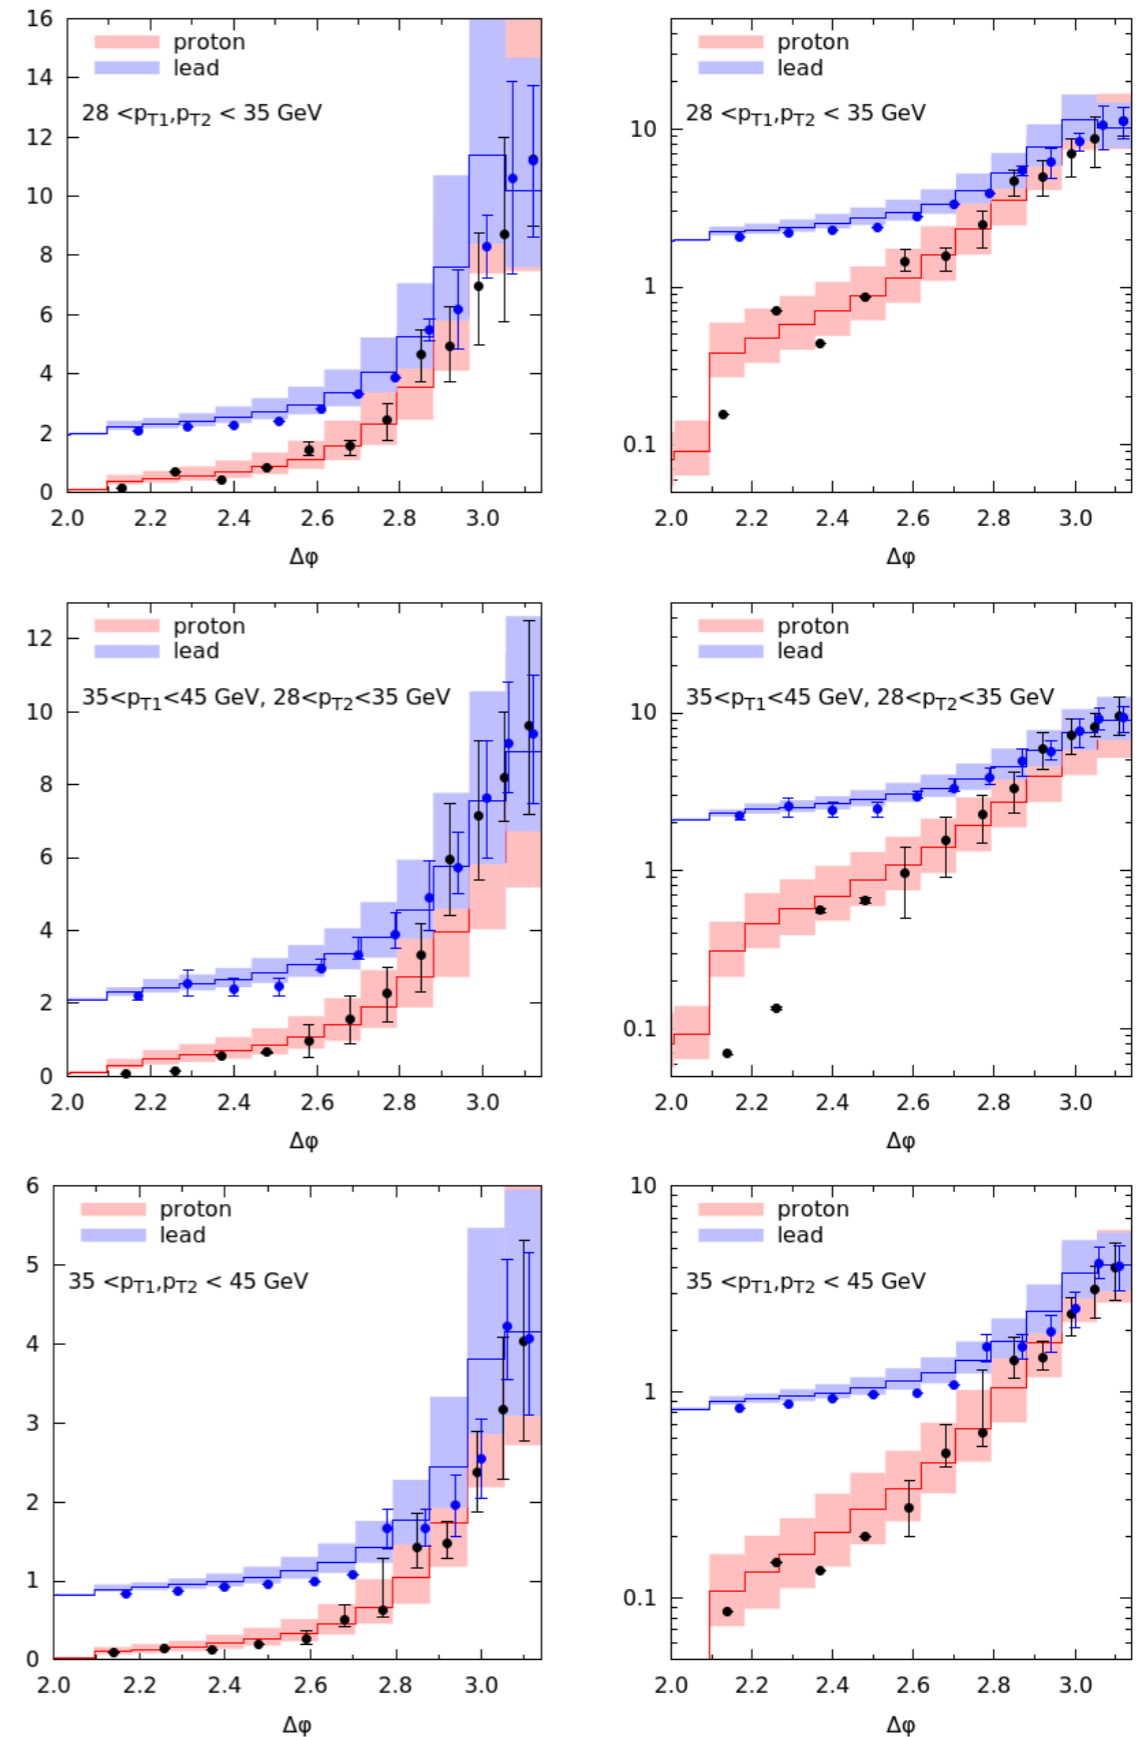 16
14
12
10
8
6
4
2
0
proton
lead
28 <pT1,pT2 < 35 GeV
2.0 2.2 2.4 2.6 2.8 3.0
Δφ
10
1
0.1
proton
lead
28 <pT1,pT2 < 35 GeV
2.0 2.2 2.4 2.6 2.8 3.0
Δφ
12
10
8
6
4
2
0
proton
lead
35<pT1<45 GeV, 28<pT2<35 GeV
2.0 2.2 2.4 2.6 2.8 3.0
Δφ
10
1
0.1
proton
lead
35<pT1<45 GeV, 28<pT2<35 GeV
2.0 2.2 2.4 2.6 2.8 3.0
Δφ
6
5
4
3
2
1
0
proton
lead
35 <pT1,pT2 < 45 GeV
2.0 2.2 2.4 2.6 2.8 3.0
Δφ
10
1
0.1
proton
lead
35 <pT1,pT2 < 45 GeV
2.0 2.2 2.4 2.6 2.8 3.0
Δφ